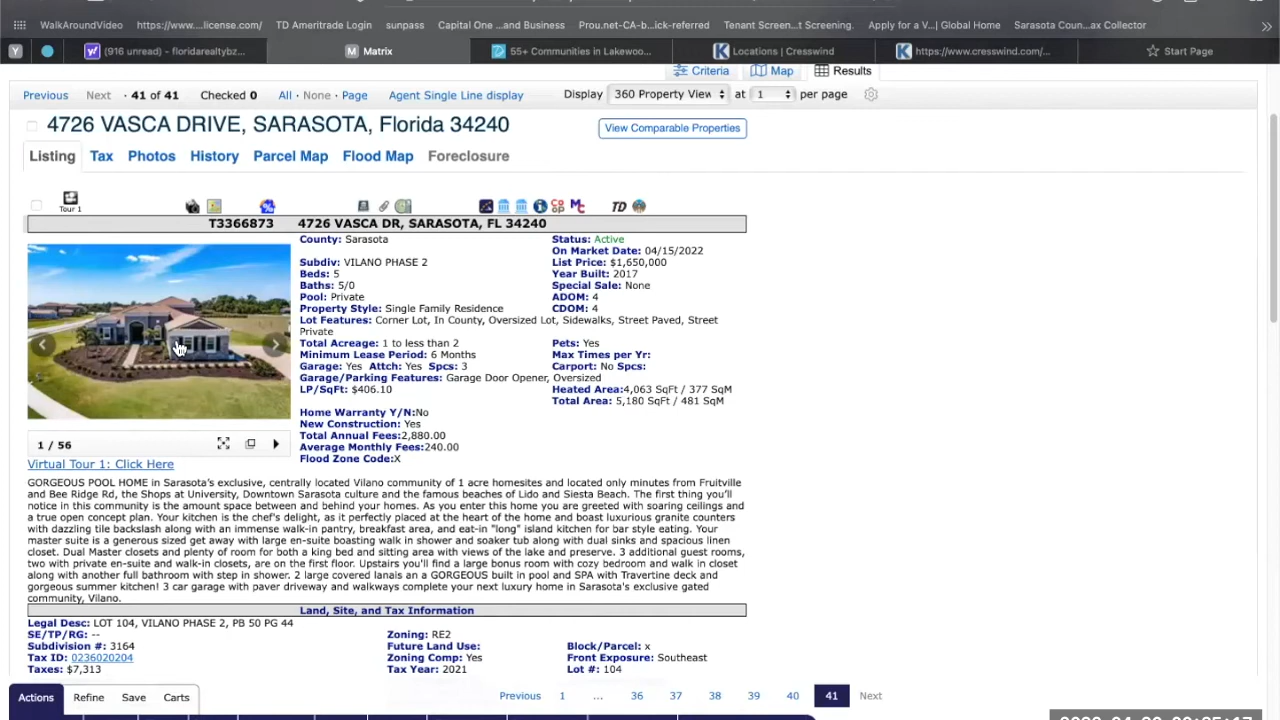 WalkAroundVideo https://www....license.com/ TD Ameritrade Login sunpass Capital One ...and Business Prou.net-CA-b...ick-referred Tenant Screen...t Screening. Apply for a V...| Global Home Sarasota Coun...ax Collector
Y (916 unread) - floridarealtybz... M Matrix 55+ Communities in Lakewoo... K Locations | Cresswind K https://www.cresswind.com/... Start Page
Criteria Map Results
Previous Next · 41 of 41 Checked 0 All · None · Page Agent Single Line display Display 360 Property View at 1 per page
4726 VASCA DRIVE, SARASOTA, Florida 34240
View Comparable Properties
Listing Tax Photos History Parcel Map Flood Map Foreclosure
Tour 1 CO OP MC TD
T3366873 4726 VASCA DR, SARASOTA, FL 34240
County: Sarasota Status: Active
On Market Date: 04/15/2022
Subdiv: VILANO PHASE 2 List Price: $1,650,000
Beds: 5 Year Built: 2017
Baths: 5/0 Special Sale: None
Pool: Private ADOM: 4
Property Style: Single Family Residence CDOM: 4
Lot Features: Corner Lot, In County, Oversized Lot, Sidewalks, Street Paved, Street
Private
Total Acreage: 1 to less than 2 Pets: Yes
Minimum Lease Period: 6 Months Max Times per Yr:
Garage: Yes Attch: Yes Spcs: 3 Carport: No Spcs:
Garage/Parking Features: Garage Door Opener, Oversized
LP/SqFt: $406.10 Heated Area:4,063 SqFt / 377 SqM
Total Area: 5,180 SqFt / 481 SqM
Home Warranty Y/N:No
New Construction: Yes
Total Annual Fees:2,880.00
Average Monthly Fees:240.00
Flood Zone Code:X
1 / 56
Virtual Tour 1: Click Here
GORGEOUS POOL HOME in Sarasota's exclusive, centrally located Vilano community of 1 acre homesites and located only minutes from Fruitville
and Bee Ridge Rd, the Shops at University, Downtown Sarasota culture and the famous beaches of Lido and Siesta Beach. The first thing you'll
notice in this community is the amount space between and behind your homes. As you enter this home you are greeted with soaring ceilings and
a true open concept plan. Your kitchen is the chef's delight, as it perfectly placed at the heart of the home and boast luxurious granite counters
with dazzling tile backslash along with an immense walk-in pantry, breakfast area, and eat-in "long" island kitchen for bar style eating. Your
master suite is a generous sized get away with large en-suite boasting walk in shower and soaker tub along with dual sinks and spacious linen
closet. Dual Master closets and plenty of room for both a king bed and sitting area with views of the lake and preserve. 3 additional guest rooms,
two with private en-suite and walk-in closets, are on the first floor. Upstairs you'll find a large bonus room with cozy bedroom and walk in closet
along with another full bathroom with step in shower. 2 large covered lanais an a GORGEOUS built in pool and SPA with Travertine deck and
gorgeous summer kitchen! 3 car garage with paver driveway and walkways complete your next luxury home in Sarasota's exclusive gated
community, Vilano.
Land, Site, and Tax Information
Legal Desc: LOT 104, VILANO PHASE 2, PB 50 PG 44
SE/TP/RG: -- Zoning: RE2
Subdivision #: 3164 Future Land Use: Block/Parcel: x
Tax ID: 0236020204 Zoning Comp: Yes Front Exposure: Southeast
Taxes: $7,313 Tax Year: 2021 Lot #: 104
Actions Refine Save Carts Previous 1 ... 36 37 38 39 40 41 Next